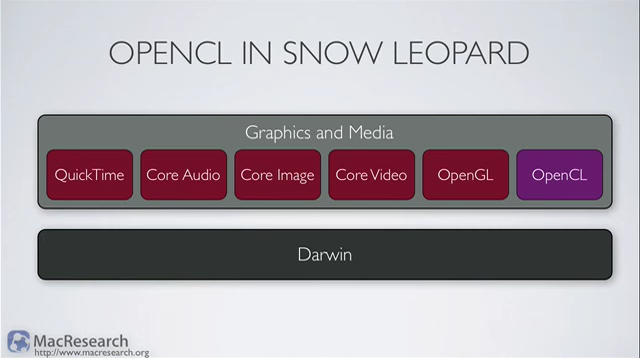 OPENCL IN SNOW LEOPARD
Graphics and Media
QuickTime Core Audio Core Image Core Video OpenGL OpenCL
Darwin
MacResearch
http://www.macresearch.org